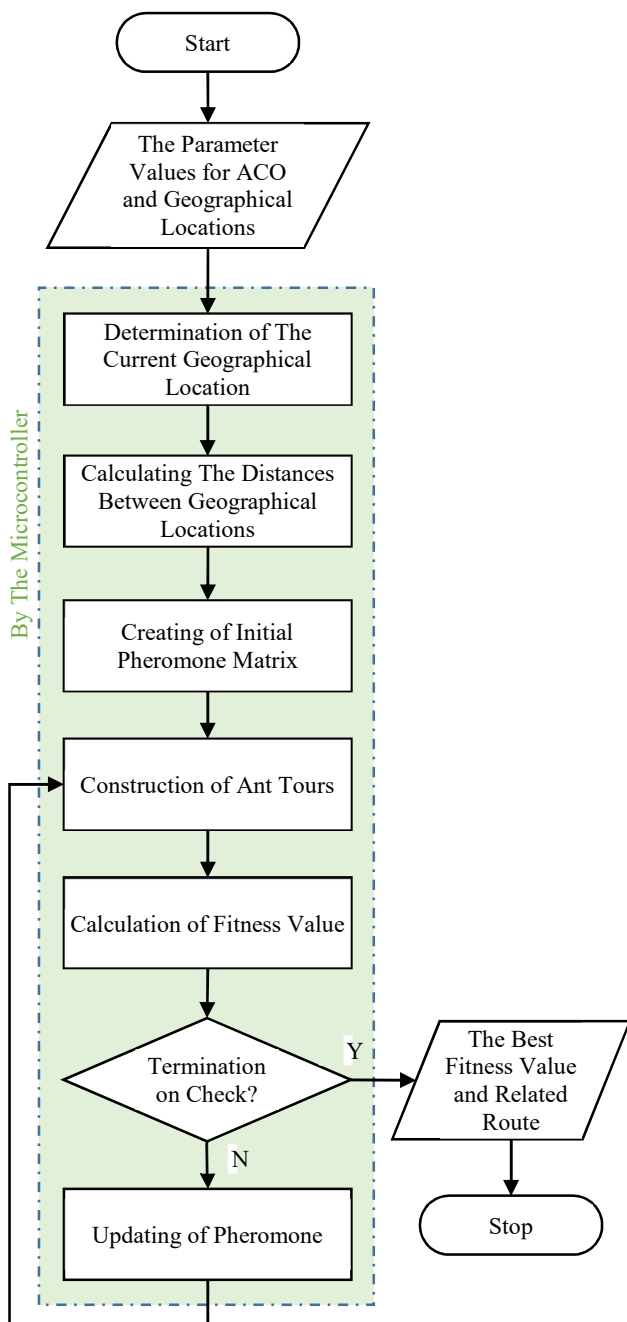 Start
The Parameter
Values for ACO
and Geographical
Locations
By The Microcontroller
Determination of The
Current Geographical
Location
Calculating The Distances
Between Geographical
Locations
Creating of Initial
Pheromone Matrix
Construction of Ant Tours
Calculation of Fitness Value
Termination
on Check?
Y
The Best
Fitness Value
and Related
Route
N
Updating of Pheromone
Stop